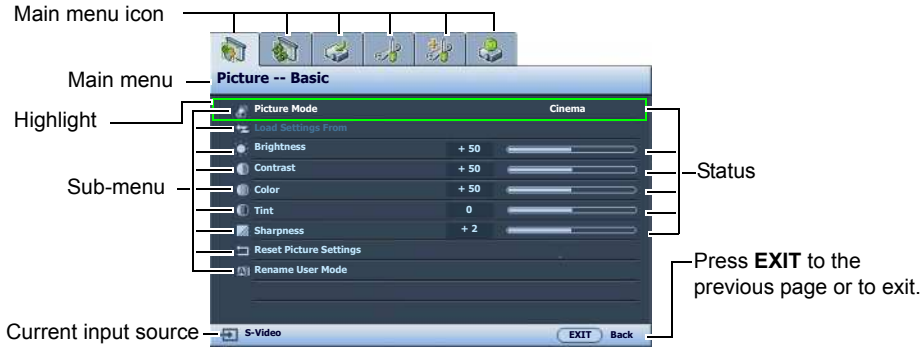 Main menu icon
Main menu
Picture -- Basic
Highlight
Picture Mode Cinema
Load Settings From
Brightness + 50
Contrast + 50
Color + 50
Tint 0
Sharpness + 2
Reset Picture Settings
Rename User Mode
Sub-menu
Status
Press EXIT to the
previous page or to exit.
Current input source
S-Video
EXIT Back